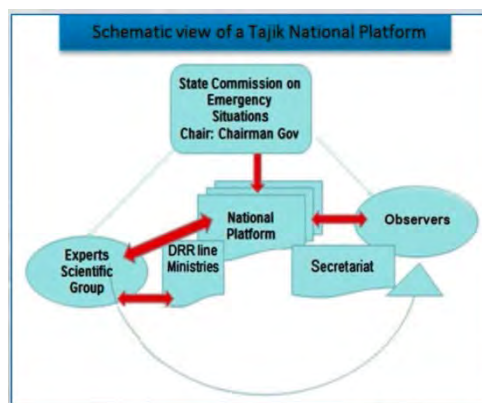 Schematic view of a Tajik National Platform
State Commission on
Emergency
Situations
Chair: Chairman Gov
National
Platform
Observers
Experts
Scientific
Group
DRR line
Ministries
Secretariat